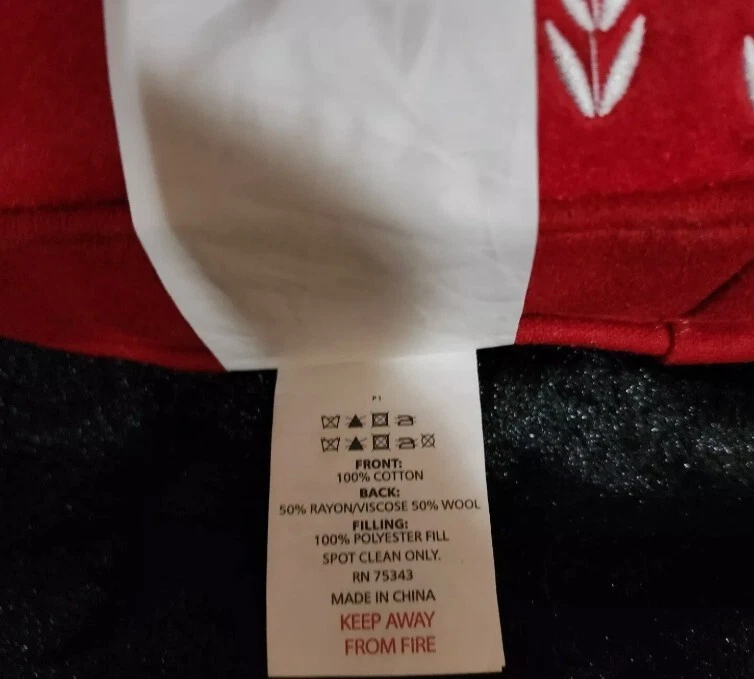 P1
FRONT:
100% COTTON
BACK:
50% RAYON/VISCOSE 50% WOOL
FILLING:
100% POLYESTER FILL
SPOT CLEAN ONLY.
RN 75343
MADE IN CHINA
KEEP AWAY
FROM FIRE